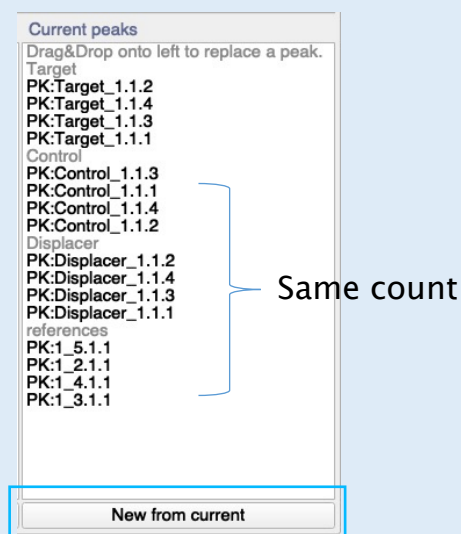 Current peaks
Drag&Drop onto left to replace a peak.
Target
PK:Target_1.1.2
PK:Target_1.1.4
PK:Target_1.1.3
PK:Target_1.1.1
Control
PK:Control_1.1.3
PK:Control_1.1.1
PK:Control_1.1.4
PK:Control_1.1.2
Displacer
PK:Displacer_1.1.2
PK:Displacer_1.1.4
PK:Displacer_1.1.3
PK:Displacer_1.1.1
references
PK:1_5.1.1
PK:1_2.1.1
PK:1_4.1.1
PK:1_3.1.1
Same count
New from current